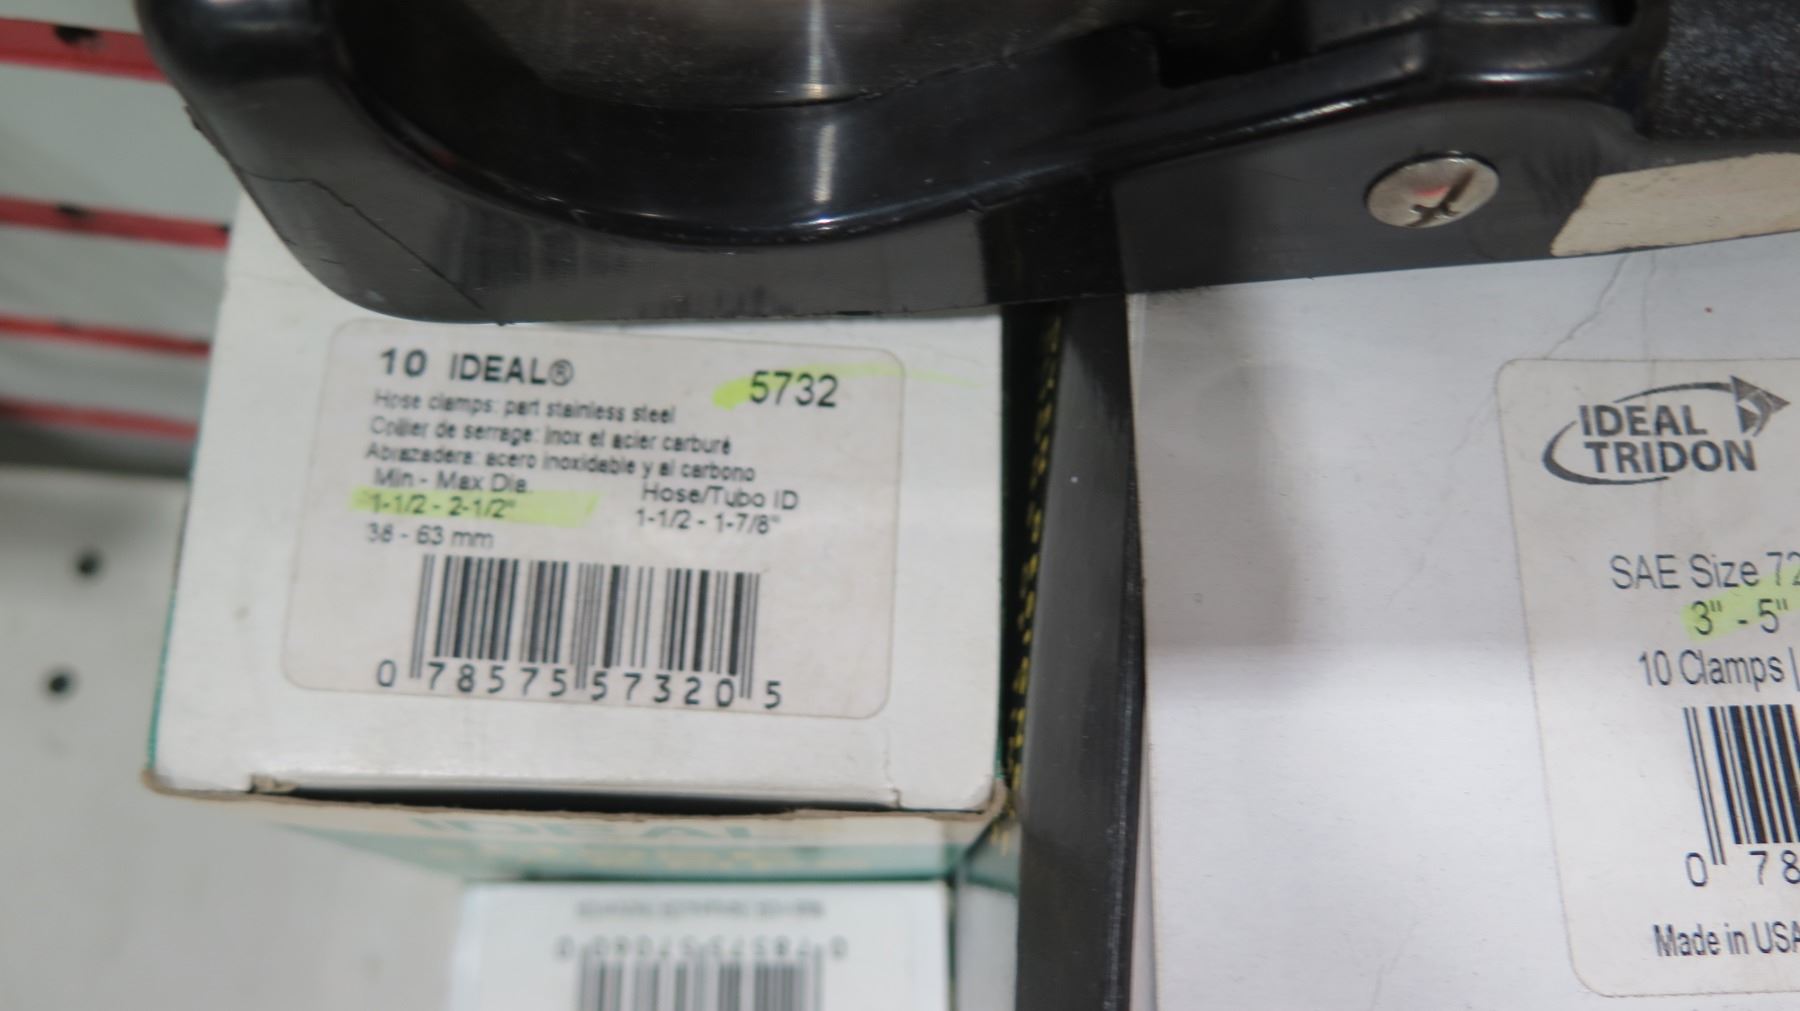 10 IDEAL®
5732
Hose clamps: part stainless steel
Collier de serrage: inox et acier carburé
Abrazadera: acero inoxidable y al carbono
Min - Max Dia.
Hose/Tubo ID
1-1/2 - 2-1/2"
1-1/2 - 1-7/8"
38 - 63 mm
0 78575 57320 5
IDEAL
TRIDON
SAE Size 72
3" - 5"
10 Clamps |
0 78
Made in USA